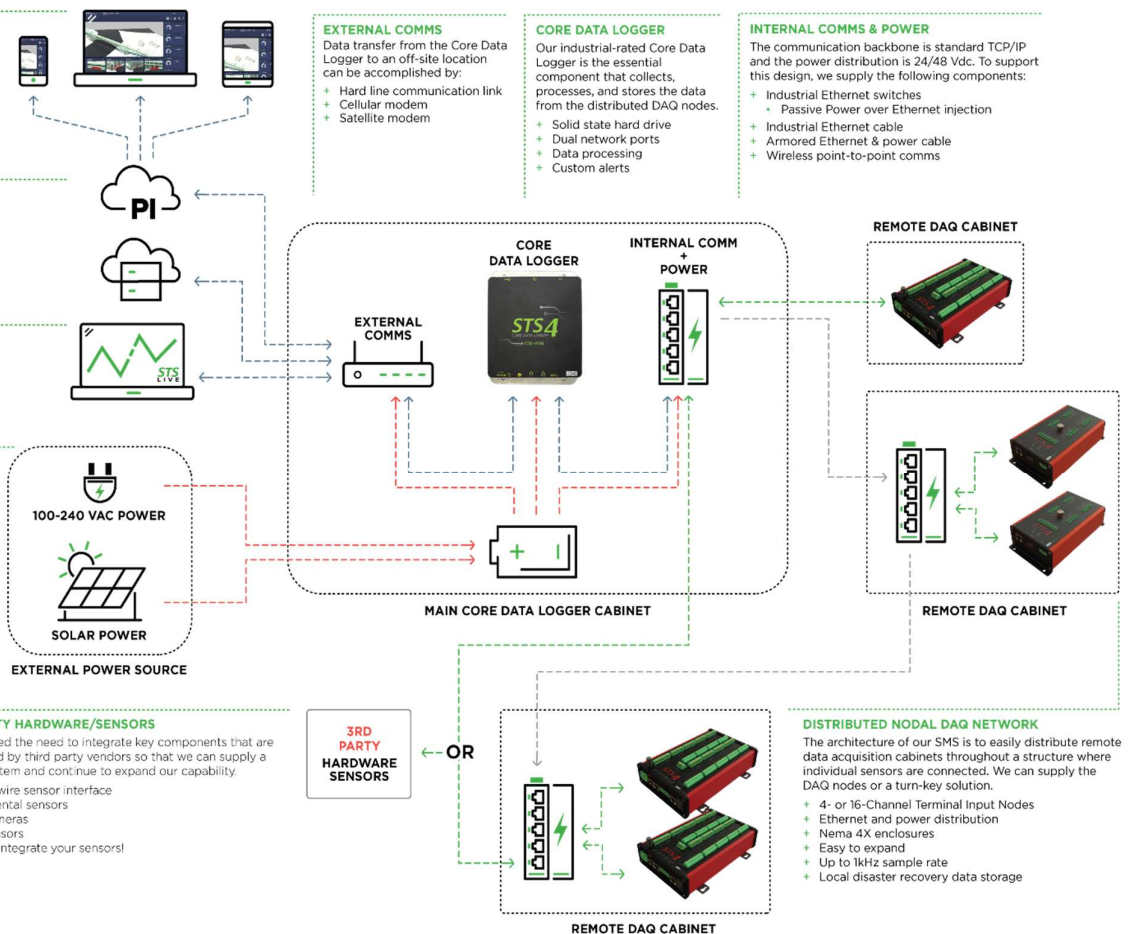 EXTERNAL COMMS
Data transfer from the Core Data
Logger to an off-site location
can be accomplished by:
+ Hard line communication link
+ Cellular modem
+ Satellite modem
CORE DATA LOGGER
Our industrial-rated Core Data
Logger is the essential
component that collects,
processes, and stores the data
from the distributed DAQ nodes.
+ Solid state hard drive
+ Dual network ports
+ Data processing
+ Custom alerts
INTERNAL COMMS & POWER
The communication backbone is standard TCP/IP
and the power distribution is 24/48 Vdc. To support
this design, we supply the following components:
+ Industrial Ethernet switches
• Passive Power over Ethernet injection
+ Industrial Ethernet cable
+ Armored Ethernet & power cable
+ Wireless point-to-point comms
PI
STS
LIVE
EXTERNAL
COMMS
CORE
DATA LOGGER
STS4
CORE DATA LOGGER
INTERNAL COMM
+
POWER
MAIN CORE DATA LOGGER CABINET
REMOTE DAQ CABINET
REMOTE DAQ CABINET
100-240 VAC POWER
SOLAR POWER
EXTERNAL POWER SOURCE
TY HARDWARE/SENSORS
ed the need to integrate key components that are
d by third party vendors so that we can supply a
tem and continue to expand our capability.
wire sensor interface
ental sensors
meras
sors
integrate your sensors!
3RD
PARTY
HARDWARE
SENSORS
OR
REMOTE DAQ CABINET
DISTRIBUTED NODAL DAQ NETWORK
The architecture of our SMS is to easily distribute remote
data acquisition cabinets throughout a structure where
individual sensors are connected. We can supply the
DAQ nodes or a turn-key solution.
+ 4- or 16-Channel Terminal Input Nodes
+ Ethernet and power distribution
+ Nema 4X enclosures
+ Easy to expand
+ Up to 1kHz sample rate
+ Local disaster recovery data storage